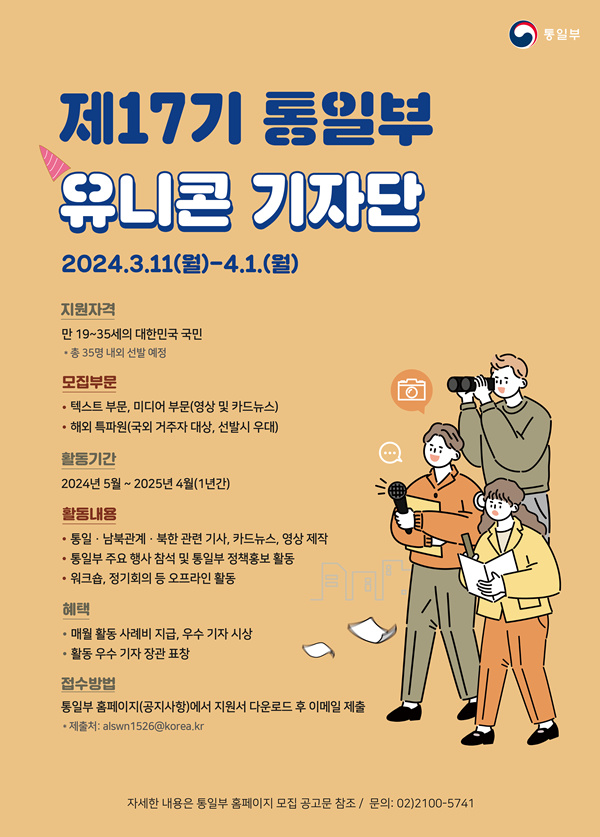 통일부
제17기 통일부
유니콘 기자단
2024.3.11(월)-4.1.(월)
지원자격
만 19~35세의 대한민국 국민
• 총 35명 내외 선발 예정
모집부문
• 텍스트 부문, 미디어 부문(영상 및 카드뉴스)
• 해외 특파원(국외 거주자 대상, 선발시 우대)
활동기간
2024년 5월 ~ 2025년 4월(1년간)
활동내용
• 통일 · 남북관계 · 북한 관련 기사, 카드뉴스, 영상 제작
• 통일부 주요 행사 참석 및 통일부 정책홍보 활동
• 워크숍, 정기회의 등 오프라인 활동
혜택
• 매월 활동 사례비 지급, 우수 기자 시상
• 활동 우수 기자 장관 표창
접수방법
통일부 홈페이지(공지사항)에서 지원서 다운로드 후 이메일 제출
• 제출처: alswn1526@korea.kr
자세한 내용은 통일부 홈페이지 모집 공고문 참조 / 문의: 02)2100-5741